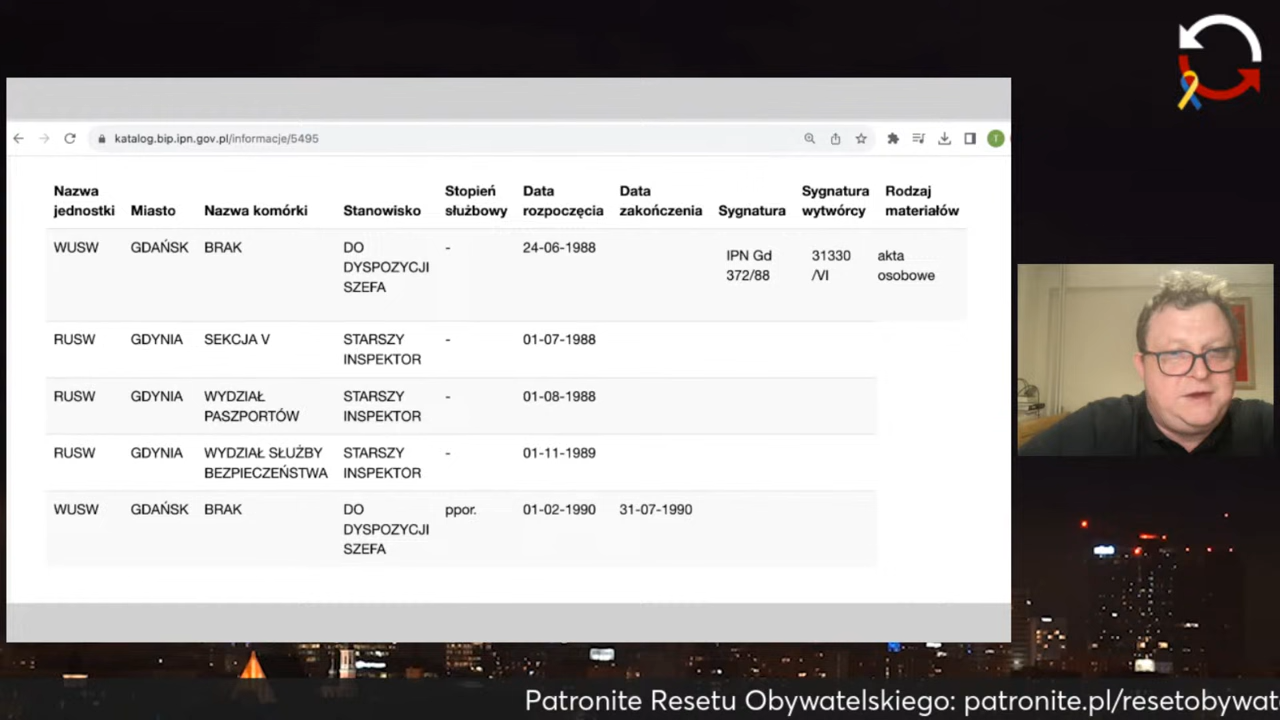 katalog.bip.ipn.gov.pl/informacje/5495
T
Nazwa jednostki Miasto Nazwa komórki Stanowisko Stopień służbowy Data rozpoczęcia Data zakończenia Sygnatura Sygnatura wytwórcy Rodzaj materiałów
WUSW GDAŃSK BRAK DO DYSPOZYCJI SZEFA - 24-06-1988 IPN Gd 372/88 31330 /VI akta osobowe
RUSW GDYNIA SEKCJA V STARSZY INSPEKTOR - 01-07-1988
RUSW GDYNIA WYDZIAŁ PASZPORTÓW STARSZY INSPEKTOR - 01-08-1988
RUSW GDYNIA WYDZIAŁ SŁUŻBY BEZPIECZEŃSTWA STARSZY INSPEKTOR - 01-11-1989
WUSW GDAŃSK BRAK DO DYSPOZYCJI SZEFA ppor. 01-02-1990 31-07-1990
Patronite Resetu Obywatelskiego: patronite.pl/resetobywat